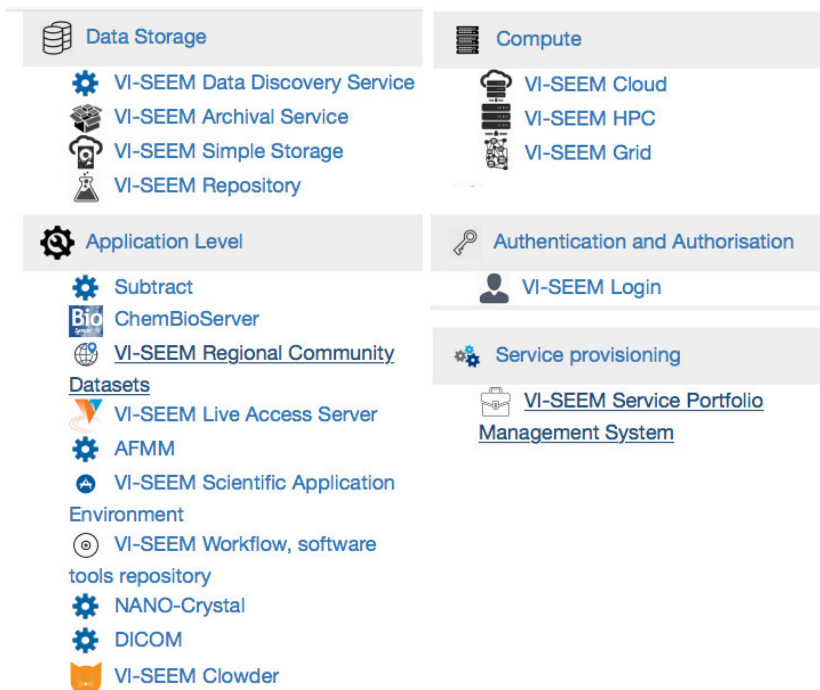 Data Storage
VI-SEEM Data Discovery Service
VI-SEEM Archival Service
VI-SEEM Simple Storage
VI-SEEM Repository
Application Level
Subtract
Bio
ChemBioServer
VI-SEEM Regional Community
Datasets
VI-SEEM Live Access Server
AFMM
VI-SEEM Scientific Application
Environment
VI-SEEM Workflow, software
tools repository
NANO-Crystal
DICOM
VI-SEEM Clowder
Compute
VI-SEEM Cloud
VI-SEEM HPC
VI-SEEM Grid
Authentication and Authorisation
VI-SEEM Login
Service provisioning
VI-SEEM Service Portfolio
Management System